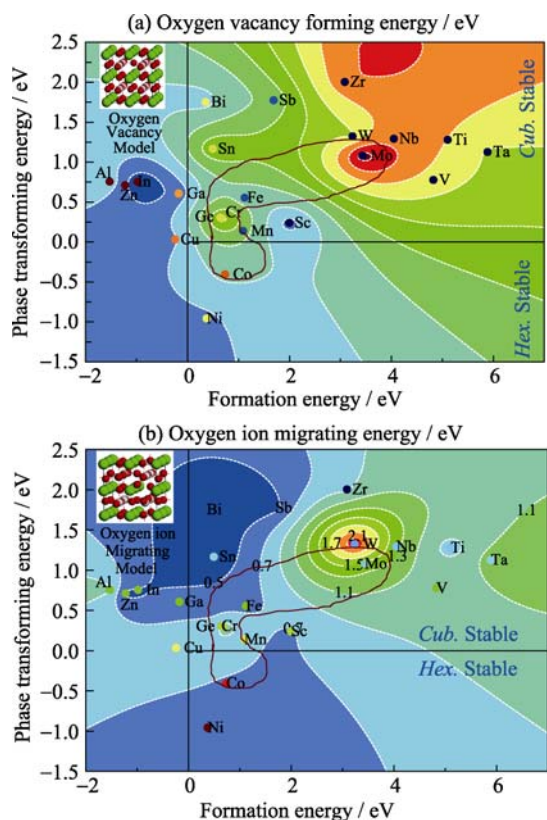 (a) Oxygen vacancy forming energy / eV
Phase transforming energy / eV
2.5
2.0
1.5
1.0
0.5
0.0
−0.5
−1.0
−1.5
Oxygen
Vacancy
Model
Bi
Sb
Zr
Sn
W
Nb
Ti
Mo
Ta
Al
Zn
In
V
Ga
Fe
Ge
Cr
Sc
Cu
Mn
Co
Ni
Cub. Stable
Hex. Stable
−2
0
2
4
6
Formation energy / eV
(b) Oxygen ion migrating energy / eV
Phase transforming energy / eV
2.5
2.0
1.5
1.0
0.5
0.0
−0.5
−1.0
−1.5
Oxygen ion
Migrating
Model
Bi
Sb
Zr
1.1
2.1
1.7
W
Nb
Ti
Sn
0.7
1.5
Mo
1.3
Ta
Al
0.5
Zn
In
1.1
V
Ga
Fe
Ge
Cr
Sc
Cu
Mn
Cub. Stable
Hex. Stable
Co
Ni
−2
0
2
4
6
Formation energy / eV